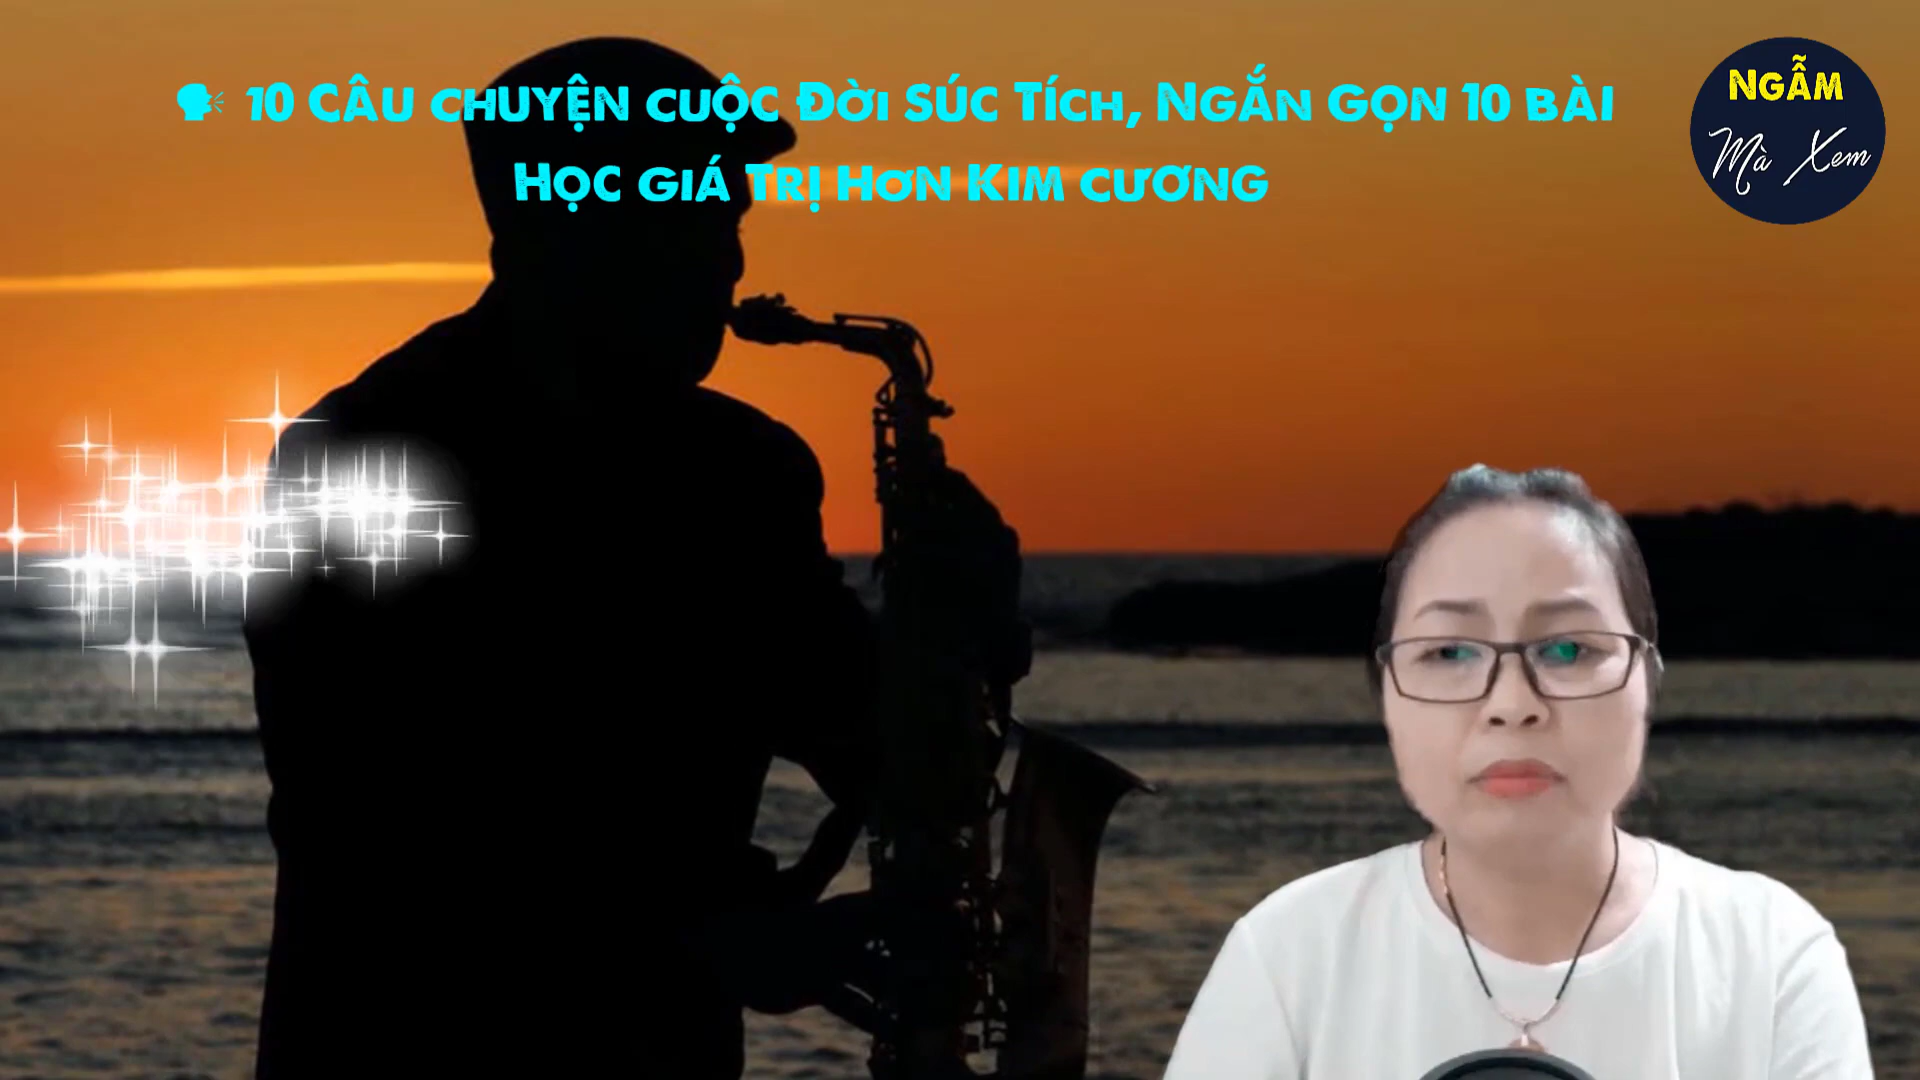 🗣 10 CÂU CHUYỆN CUỘC ĐỜI SÚC TÍCH, NGẮN GỌN 10 BÀI
HỌC GIÁ TRỊ HƠN KIM CƯƠNG
NGẪM
Mà Xem